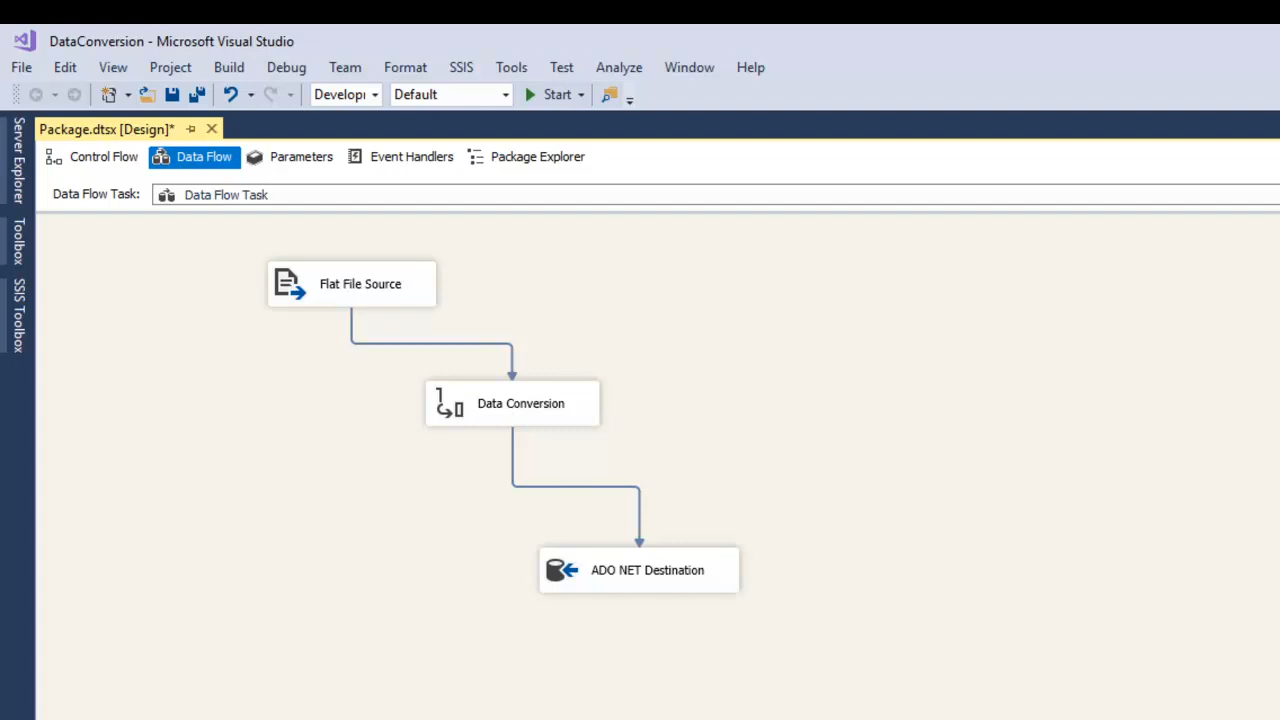 DataConversion - Microsoft Visual Studio
File Edit View Project Build Debug Team Format SSIS Tools Test Analyze Window Help
Default Start
Package.dtsx [Design]*
Control Flow Data Flow Parameters Event Handlers Package Explorer
Data Flow Task: Data Flow Task
Server Explorer
Toolbox
SSIS Toolbox
Flat File Source
Data Conversion
ADO NET Destination